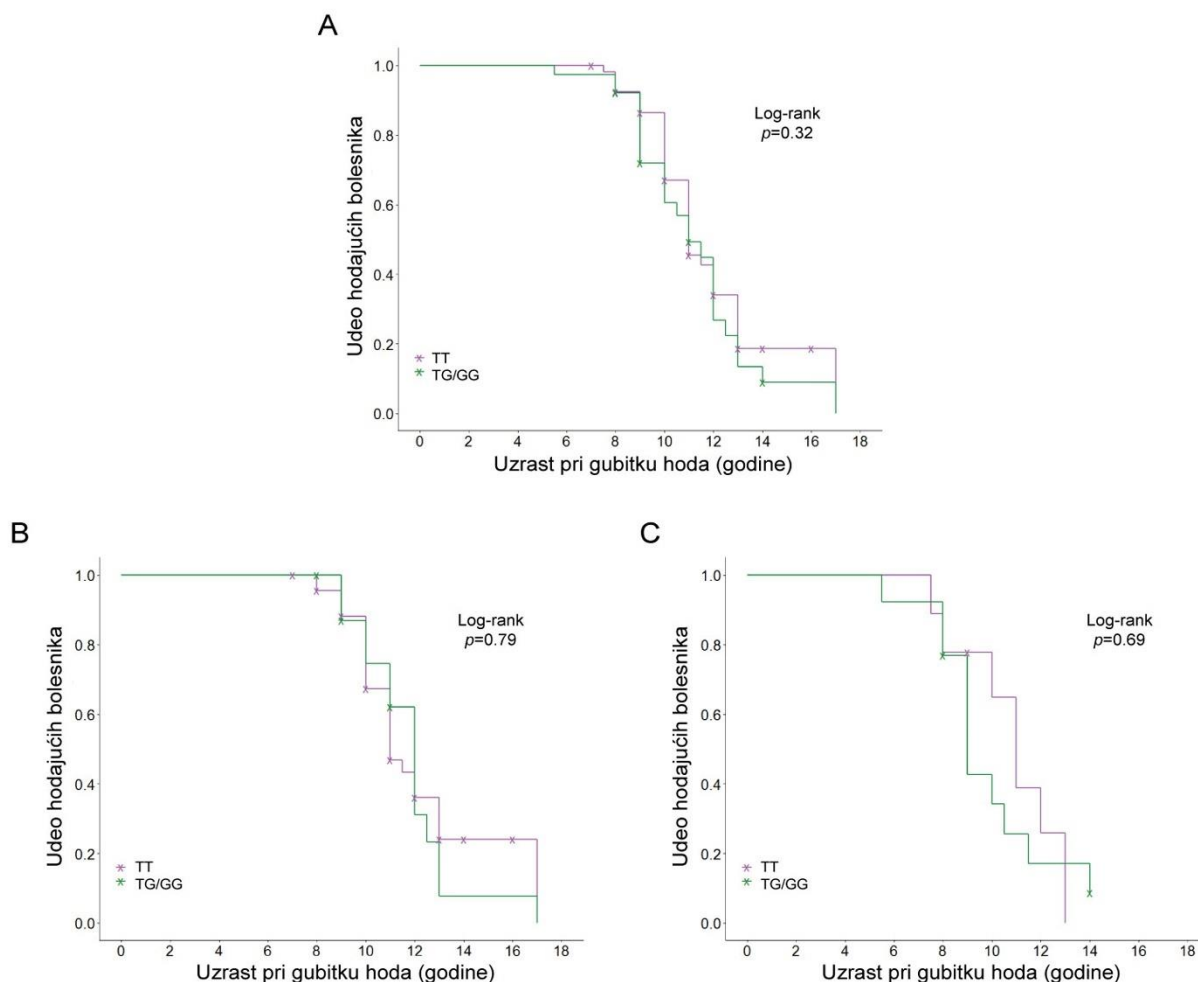 A
Udeo hodajućih bolesnika
1.0
0.8
0.6
0.4
0.2
0.0
Log-rank
p=0.32
TT
TG/GG
0 2 4 6 8 10 12 14 16 18
Uzrast pri gubitku hoda (godine)
B
Udeo hodajućih bolesnika
1.0
0.8
0.6
0.4
0.2
0.0
Log-rank
p=0.79
TT
TG/GG
0 2 4 6 8 10 12 14 16 18
Uzrast pri gubitku hoda (godine)
C
Udeo hodajućih bolesnika
1.0
0.8
0.6
0.4
0.2
0.0
Log-rank
p=0.69
TT
TG/GG
0 2 4 6 8 10 12 14 16 18
Uzrast pri gubitku hoda (godine)